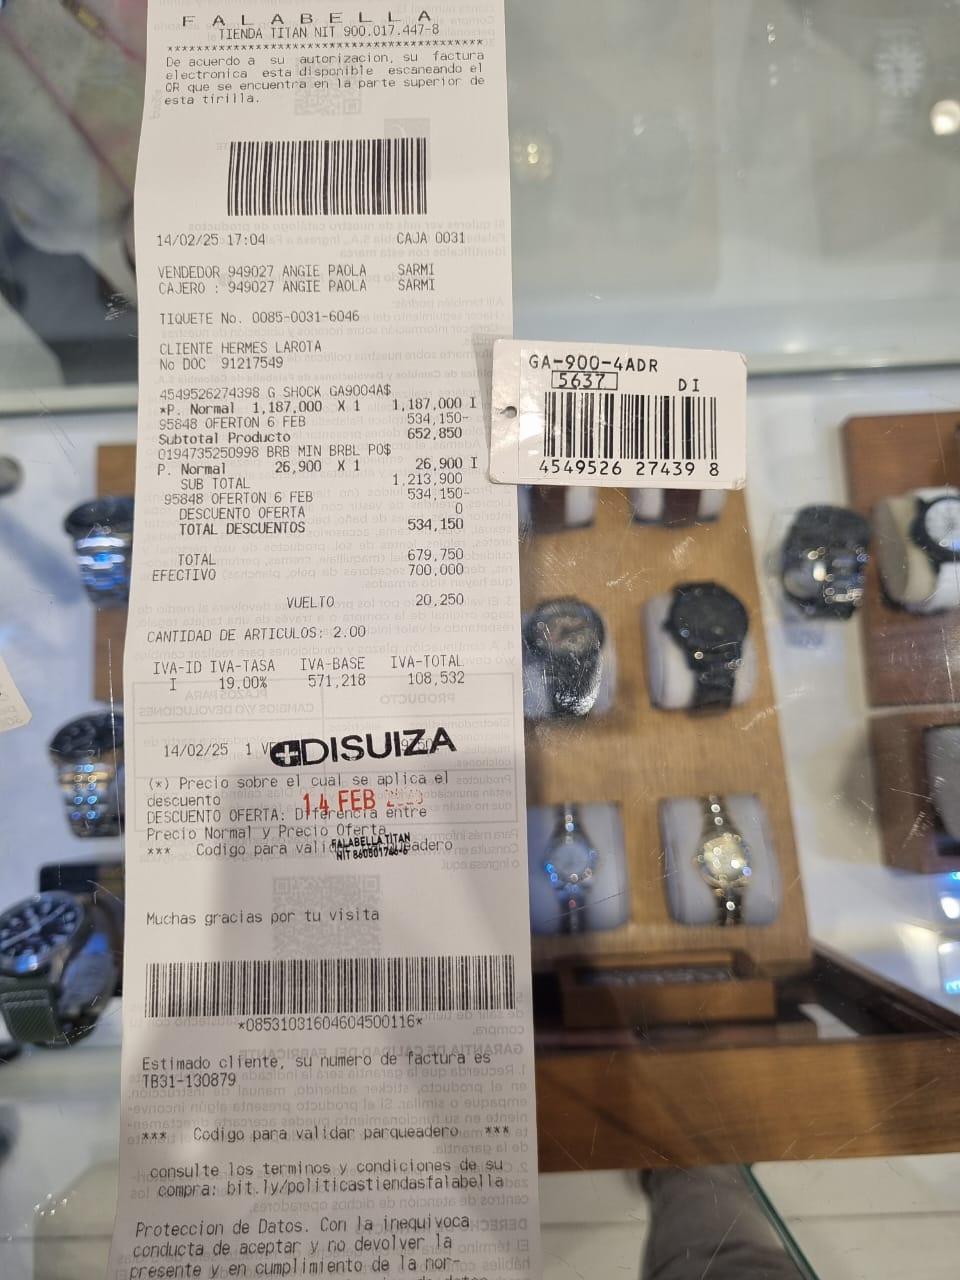 FALABELLA
TIENDA TITAN NIT 900.017.447-8
******************************************
De acuerdo a su autorizacion, su factura
electronica esta disponible escaneando el
QR que se encuentra en la parte superior de
esta tirilla.
14/02/25 17:04 CAJA 0031
VENDEDOR 949027 ANGIE PAOLA SARMI
CAJERO : 949027 ANGIE PAOLA SARMI
TIQUETE No. 0085-0031-6046
CLIENTE HERMES LAROTA
No DOC 91217549
4549526274398 G SHOCK GA9004A$
*P. Normal 1,187,000 X 1 1,187,000 I
95848 OFERTON 6 FEB 534,150-
Subtotal Producto 652,850
0194735250998 BRB MIN BRBL PO$
P. Normal 26,900 X 1 26,900 I
SUB TOTAL 1,213,900
95848 OFERTON 6 FEB 534,150-
DESCUENTO OFERTA 0
TOTAL DESCUENTOS 534,150
TOTAL 679,750
EFECTIVO 700,000
VUELTO 20,250
CANTIDAD DE ARTICULOS: 2.00
IVA-ID IVA-TASA IVA-BASE IVA-TOTAL
I 19,00% 571,218 108,532
14/02/25 1
DISUIZA
(*) Precio sobre el cual se aplica el
descuento
14 FEB
DESCUENTO OFERTA: Diferencia entre
Precio Normal y Precio Oferta
FALABELLA TITAN
*** Codigo para validar parqueadero
Muchas gracias por tu visita
*08531031604604500116*
Estimado cliente, su numero de factura es
TB31-130879
*** Codigo para validar parqueadero ***
consulte los terminos y condiciones de su
compra: bit.ly/politicastiendasfalabella
Proteccion de Datos. Con la inequivoca
conducta de aceptar y no devolver la
presente y en cumplimiento de la nor-
GA-900-4ADR
5637 DI
4549526 27439 8